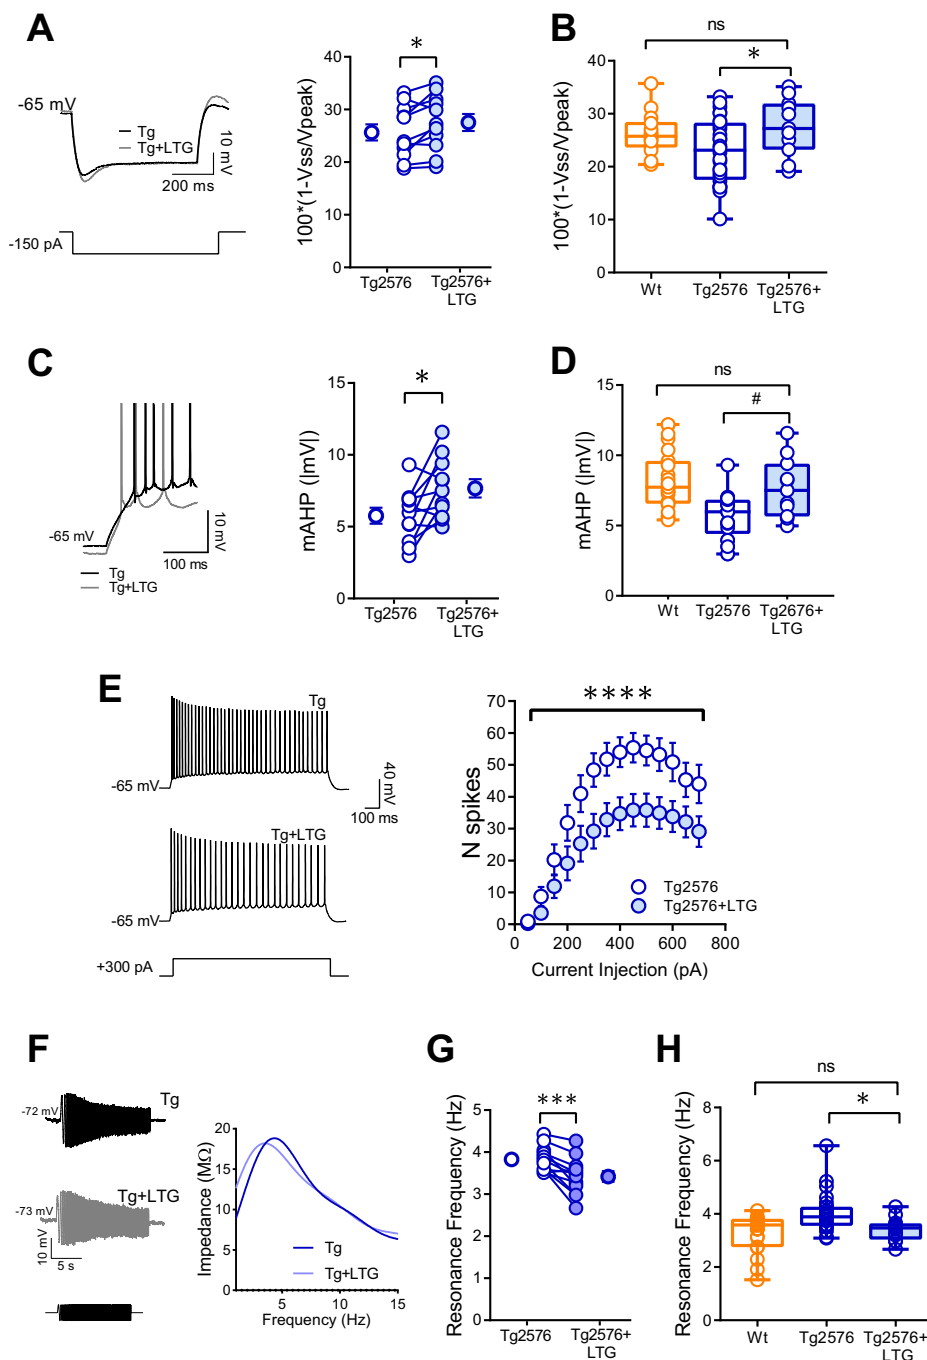 A
-65 mV
Tg
Tg+LTG
10 mV
200 ms
-150 pA
*
100*(1-Vss/Vpeak)
40
30
20
10
0
Tg2576
Tg2576+
LTG
B
ns
*
100*(1-Vss/Vpeak)
40
30
20
10
0
Wt
Tg2576
Tg2576+
LTG
C
-65 mV
10 mV
100 ms
Tg
Tg+LTG
*
mAHP (|mV|)
15
10
5
0
Tg2576
Tg2576+
LTG
D
ns
#
mAHP (|mV|)
15
10
5
0
Wt
Tg2576
Tg2676+
LTG
E
Tg
-65 mV
40 mV
100 ms
Tg+LTG
-65 mV
+300 pA
****
N spikes
70
60
50
40
30
20
10
0
Tg2576
Tg2576+LTG
0
200
400
600
800
Current Injection (pA)
F
-72 mV
Tg
-73 mV
Tg+LTG
10 mV
5 s
Impedance (MΩ)
20
15
10
5
0
Tg
Tg+LTG
5
10
15
Frequency (Hz)
G
***
Resonance Frequency (Hz)
5
4
3
2
1
0
Tg2576
Tg2576+
LTG
H
ns
*
Resonance Frequency (Hz)
8
6
4
2
0
Wt
Tg2576
Tg2576+
LTG